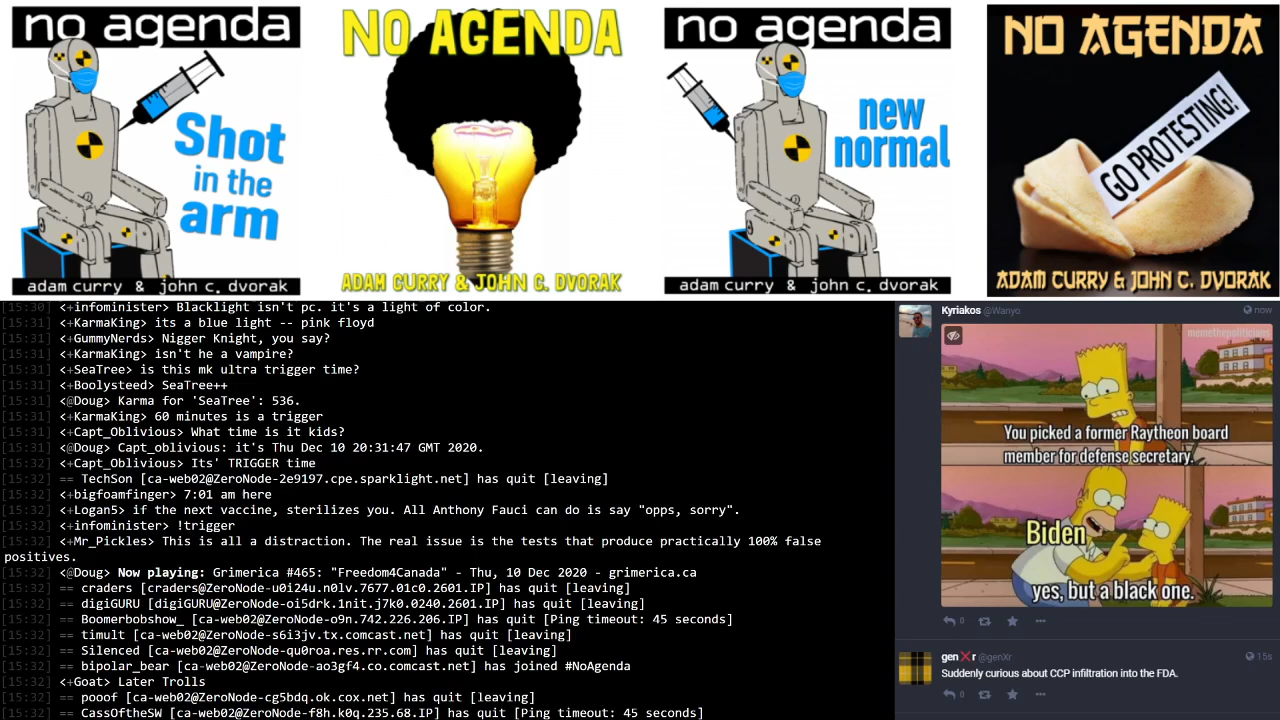 no agenda
Shot
in the
arm
adam curry & john c. dvorak
NO AGENDA
ADAM CURRY & JOHN C. DVORAK
no agenda
new
normal
adam curry & john c. dvorak
NO AGENDA
GO PROTESTING!
ADAM CURRY & JOHN C. DVORAK
[15:30] <+infominister> Blacklight isn't pc. it's a light of color.
[15:31] <+KarmaKing> its a blue light -- pink floyd
[15:31] <+GummyNerds> Nigger Knight, you say?
[15:31] <+KarmaKing> isn't he a vampire?
[15:31] <+SeaTree> is this mk ultra trigger time?
[15:31] <+Boolysteed> SeaTree++
[15:31] <@Doug> Karma for 'SeaTree': 536.
[15:31] <+KarmaKing> 60 minutes is a trigger
[15:31] <+Capt_Oblivious> What time is it kids?
[15:31] <@Doug> Capt_oblivious: it's Thu Dec 10 20:31:47 GMT 2020.
[15:32] <+Capt_Oblivious> Its' TRIGGER time
[15:32] == TechSon [ca-web02@ZeroNode-2e9197.cpe.sparklight.net] has quit [leaving]
[15:32] <+bigfoamfinger> 7:01 am here
[15:32] <+Logan5> if the next vaccine, sterilizes you. All Anthony Fauci can do is say "opps, sorry".
[15:32] <+infominister> !trigger
[15:32] <+Mr_Pickles> This is all a distraction. The real issue is the tests that produce practically 100% false
positives.
[15:32] <@Doug> Now playing: Grimerica #465: "Freedom4Canada" - Thu, 10 Dec 2020 - grimerica.ca
[15:32] == craders [craders@ZeroNode-u0i24u.n0lv.7677.01c0.2601.IP] has quit [leaving]
[15:32] == digiGURU [digiGURU@ZeroNode-oi5drk.1nit.j7k0.0240.2601.IP] has quit [leaving]
[15:32] == Boomerbobshow_ [ca-web02@ZeroNode-o9n.742.226.206.IP] has quit [Ping timeout: 45 seconds]
[15:32] == timult [ca-web02@ZeroNode-s6i3jv.tx.comcast.net] has quit [leaving]
[15:32] == Silenced [ca-web02@ZeroNode-qu0roa.res.rr.com] has quit [leaving]
[15:32] == bipolar_bear [ca-web02@ZeroNode-ao3gf4.co.comcast.net] has joined #NoAgenda
[15:32] <+Goat> Later Trolls
[15:32] == pooof [ca-web02@ZeroNode-cg5bdq.ok.cox.net] has quit [leaving]
[15:32] == CassOftheSW [ca-web02@ZeroNode-f8h.k0q.235.68.IP] has quit [Ping timeout: 45 seconds]
Kyriakos @Wanyo now
memethepoliticians
You picked a former Raytheon board
member for defense secretary.
Biden
yes, but a black one.
0
gen❌r @genXr 15s
Suddenly curious about CCP infiltration into the FDA.
0